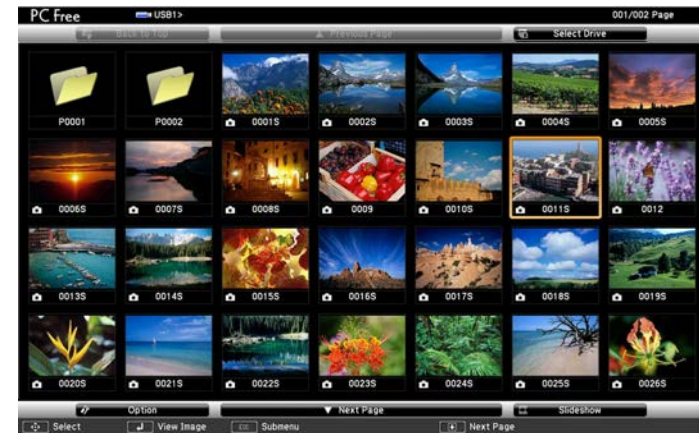 PC Free USB1> 001/002 Page
Back to Top Previous Page Select Drive
P0001 P0002 0001S 0002S 0003S 0004S 0005S
0006S 0007S 0008S 0009 0010S 0011S 0012
0013S 0014S 0015S 0016S 0017S 0018S 0019S
0020S 0021S 0022S 0023S 0024S 0025S 0026S
Option Next Page Slideshow
Select View Image Esc Submenu Next Page